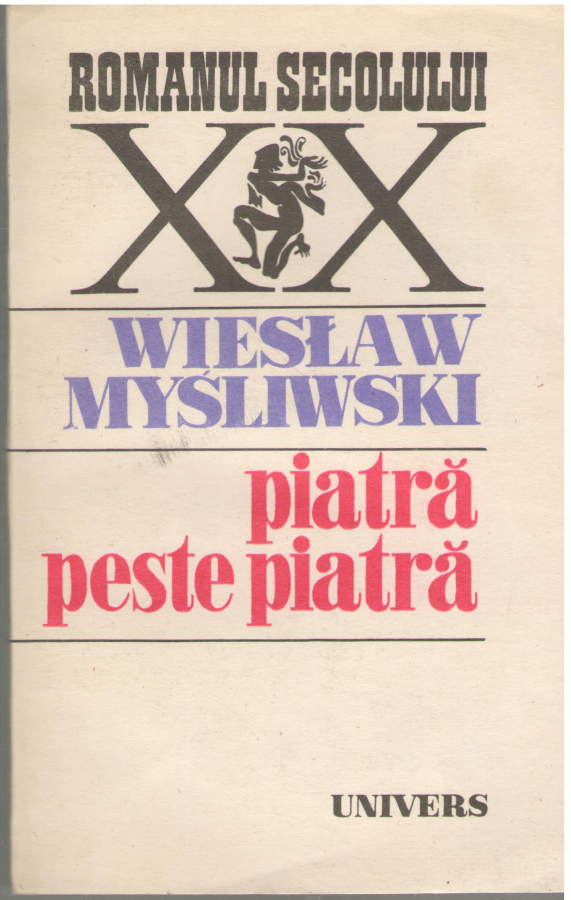 ROMANUL SECOLULUI
XX
WIESŁAW
MYŚLIWSKI
piatră
peste piatră
UNIVERS